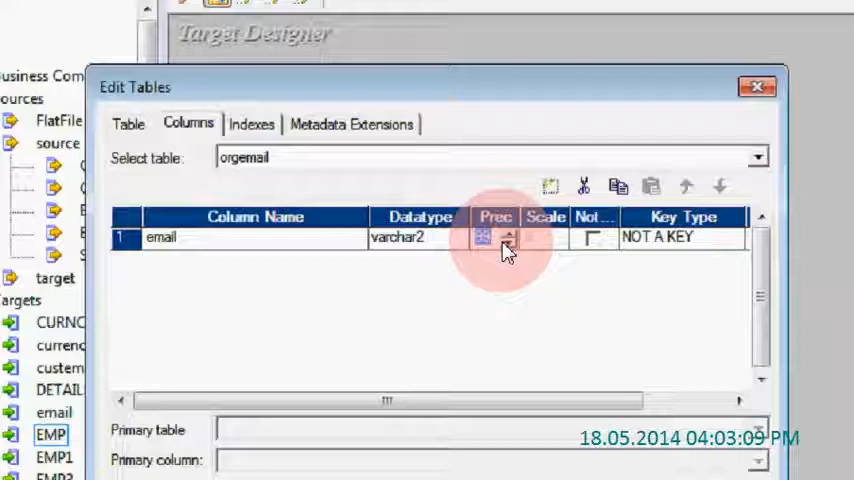 Target Designer
Business Com
ources
FlatFile
source
target
argets
CURNC
currenc
custem
DETAIL
email
EMP
EMP1
Edit Tables
Table Columns Indexes Metadata Extensions
Select table: orgemail
Column Name Datatype Prec Scale Not... Key Type
1 email varchar2 NOT A KEY
Primary table
Primary column:
18.05.2014 04:03:09 PM